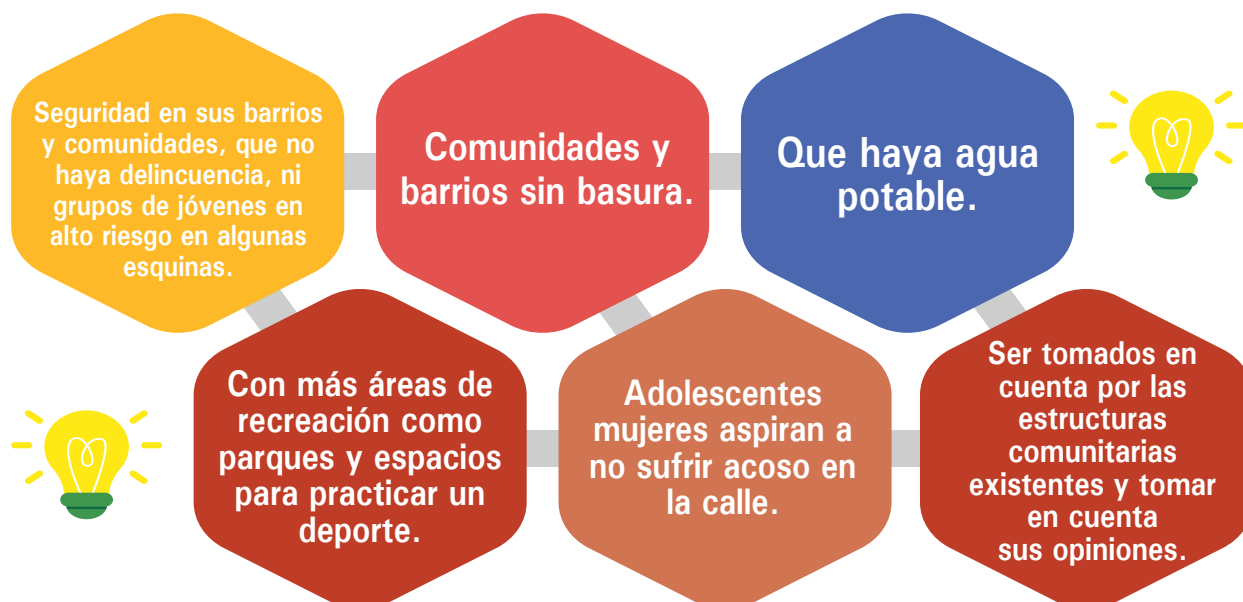 Seguridad en sus barrios
y comunidades, que no
haya delincuencia, ni
grupos de jóvenes en
alto riesgo en algunas
esquinas.
Comunidades y
barrios sin basura.
Que haya agua
potable.
Con más áreas de
recreación como
parques y espacios
para practicar un
deporte.
Adolescentes
mujeres aspiran a
no sufrir acoso en
la calle.
Ser tomados en
cuenta por las
estructuras
comunitarias
existentes y tomar
en cuenta
sus opiniones.